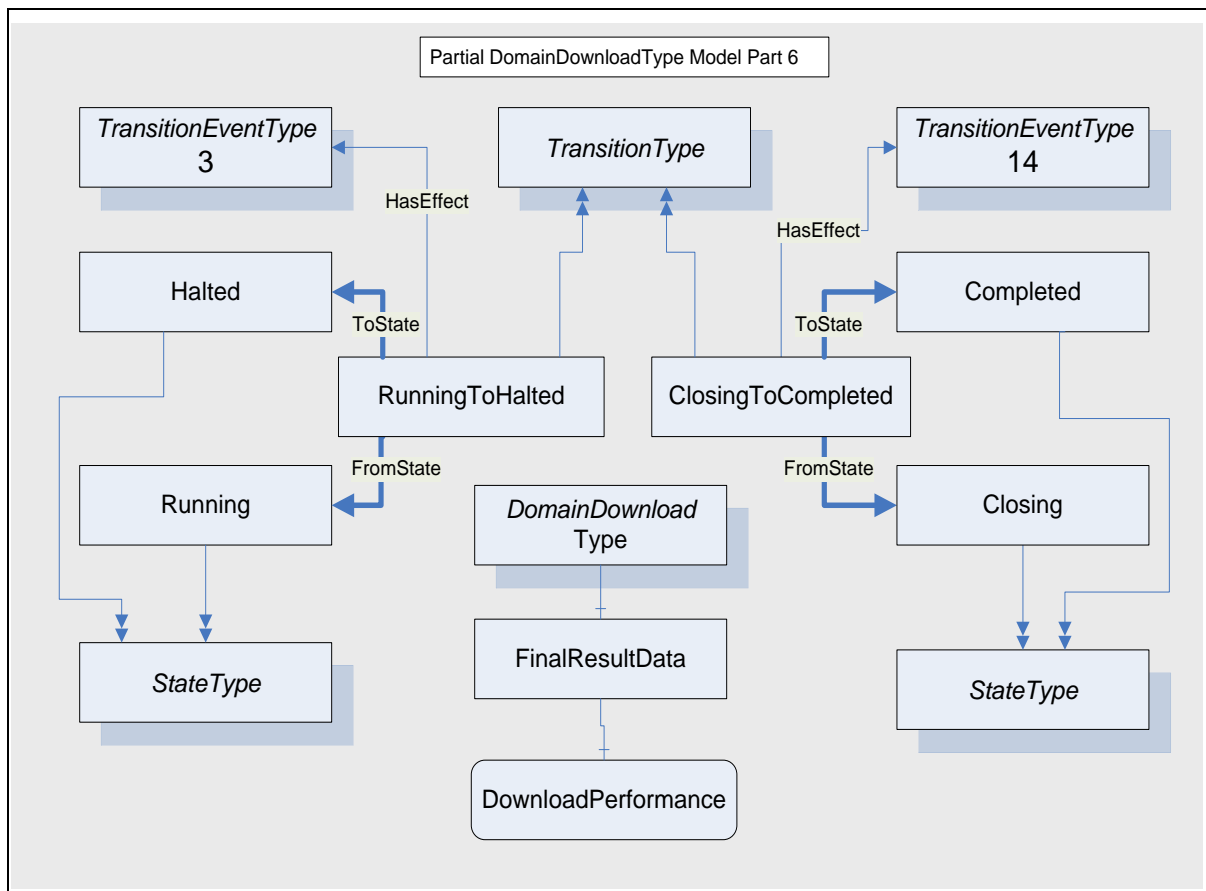 Partial DomainDownloadType Model Part 6
TransitionEventType
3
TransitionType
TransitionEventType
14
HasEffect
HasEffect
Halted
Completed
ToState
ToState
RunningToHalted
ClosingToCompleted
FromState
FromState
Running
Closing
DomainDownload
Type
FinalResultData
StateType
StateType
DownloadPerformance